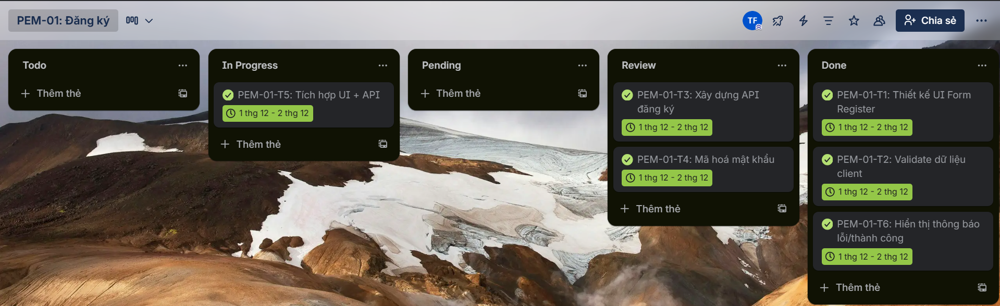 PEM-01: Đăng ký
TF
Chia sẻ
Todo
Thêm thẻ
In Progress
PEM-01-T5: Tích hợp UI + API
1 thg 12 - 2 thg 12
Thêm thẻ
Pending
Thêm thẻ
Review
PEM-01-T3: Xây dựng API
đăng ký
1 thg 12 - 2 thg 12
PEM-01-T4: Mã hoá mật khẩu
1 thg 12 - 2 thg 12
Thêm thẻ
Done
PEM-01-T1: Thiết kế UI Form
Register
1 thg 12 - 2 thg 12
PEM-01-T2: Validate dữ liệu
client
1 thg 12 - 2 thg 12
PEM-01-T6: Hiển thị thông báo
lỗi/thành công
1 thg 12 - 2 thg 12
Thêm thẻ